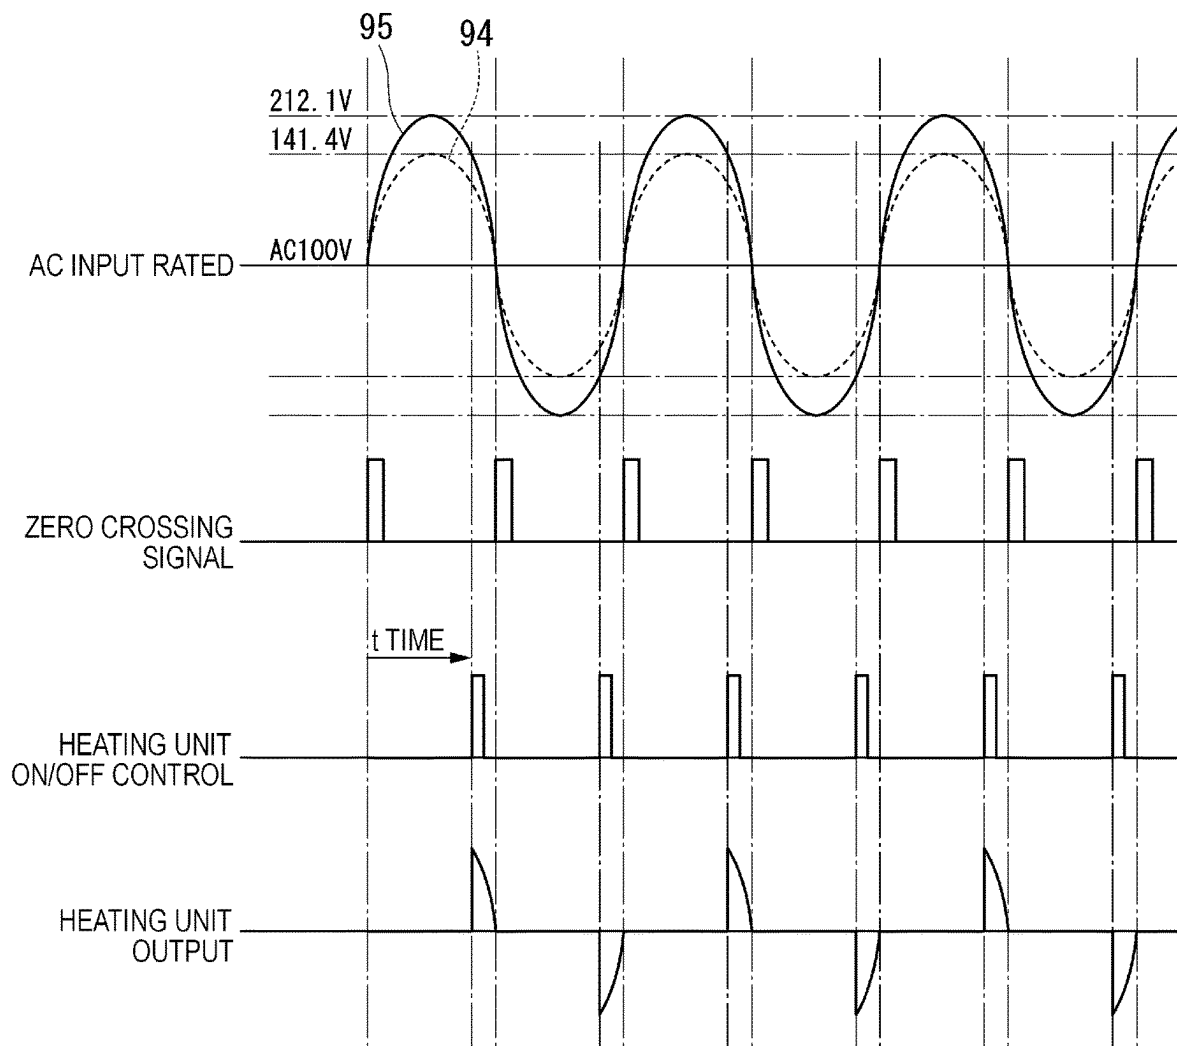 95
94
212.1V
141.4V
AC100V
AC INPUT RATED
ZERO CROSSING
SIGNAL
t TIME
HEATING UNIT
ON/OFF CONTROL
HEATING UNIT
OUTPUT